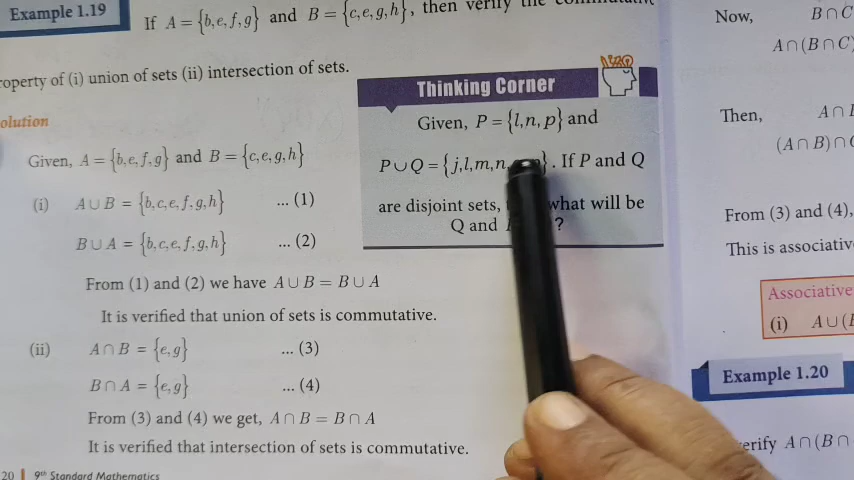 Example 1.19
If A = {b,e,f,g} and B = {c,e,g,h}, then verify the
roperty of (i) union of sets (ii) intersection of sets.
olution
Given, A = {b,e,f,g} and B = {c,e,g,h}
(i) A∪B = {b,c,e,f,g,h} ... (1)
B∪A = {b,c,e,f,g,h} ... (2)
From (1) and (2) we have A∪B = B∪A
It is verified that union of sets is commutative.
(ii) A∩B = {e,g} ... (3)
B∩A = {e,g} ... (4)
From (3) and (4) we get, A∩B = B∩A
It is verified that intersection of sets is commutative.
20 9th Standard Mathematics
Thinking Corner
Given, P = {l,n,p} and
P∪Q = {j,l,m,n, }. If P and Q
are disjoint sets, what will be
Q and ?
Now, B∩C
A∩(B∩C)
Then, A∩
(A∩B)∩
From (3) and (4),
This is associativ
Associative
(i) A∪(
Example 1.20
erify A∩(B∩